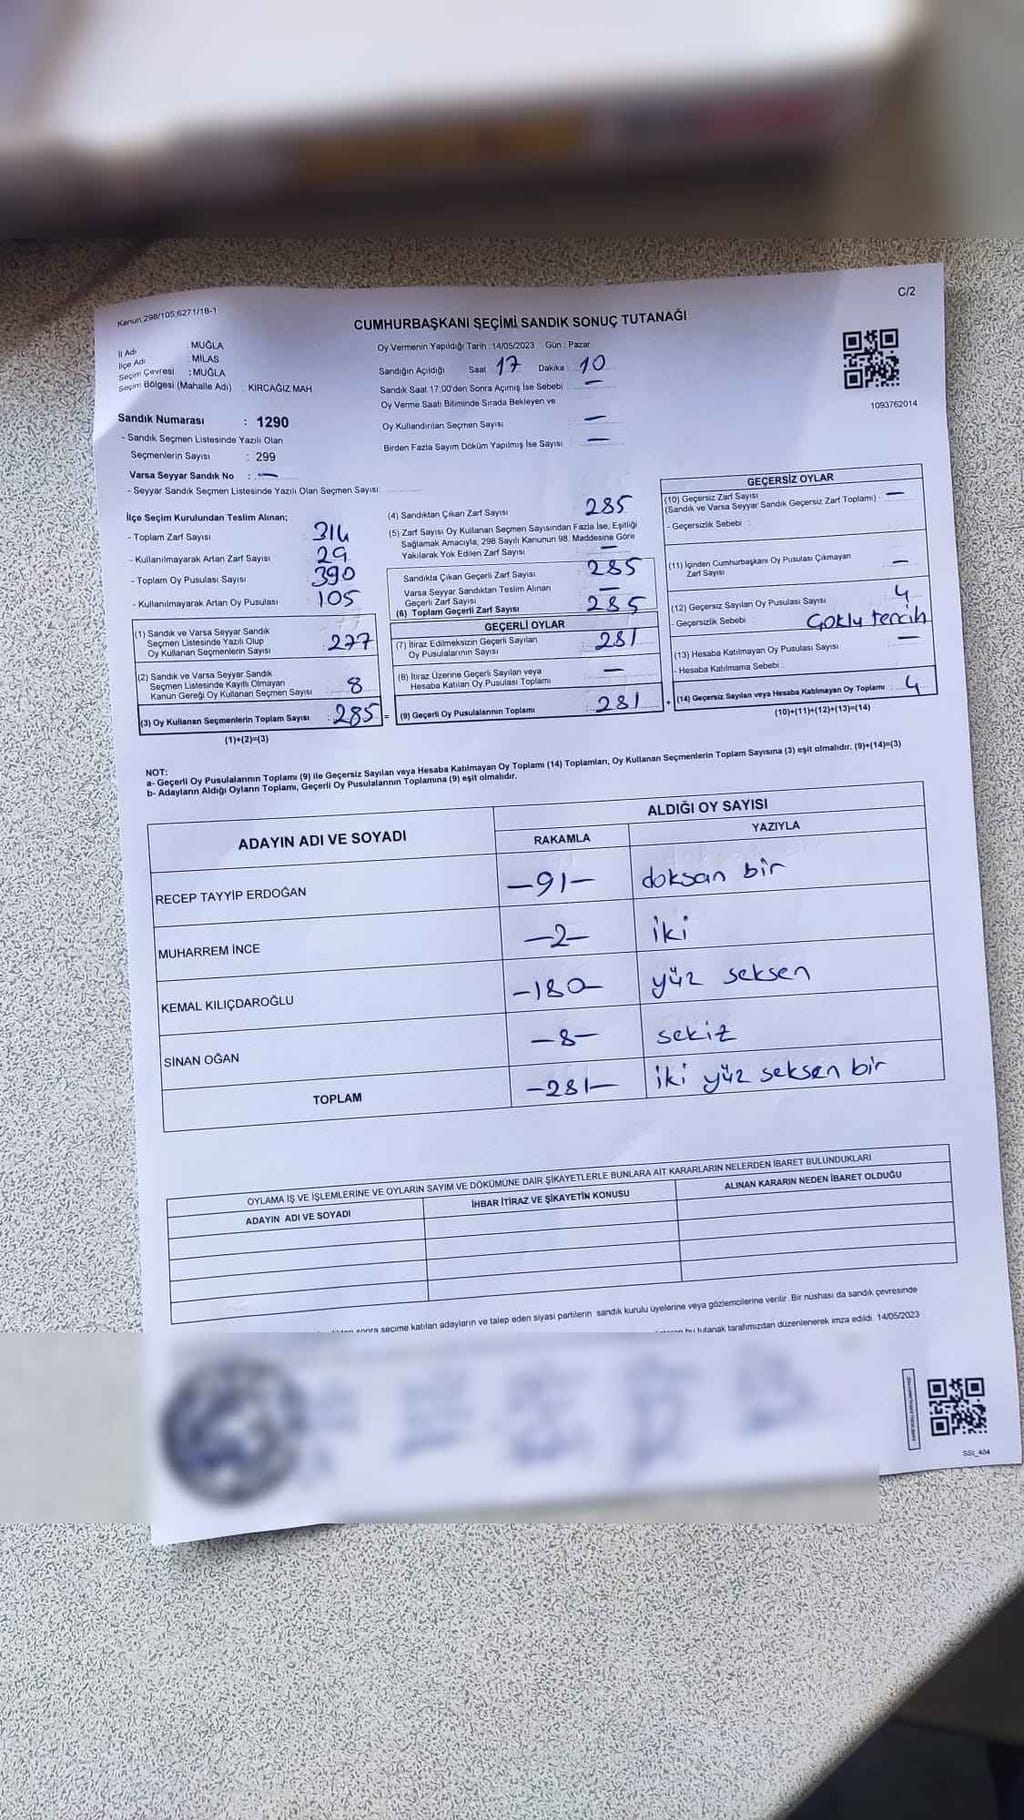 Kanun;298/105;6271/18-1
C/2
CUMHURBAŞKANI SEÇİMİ SANDIK SONUÇ TUTANAĞI
İl Adı : MUĞLA
İlçe Adı : MİLAS
Seçim Çevresi : MUĞLA
Seçim Bölgesi (Mahalle Adı) : KIRCAĞIZ MAH
Sandık Numarası : 1290
- Sandık Seçmen Listesinde Yazılı Olan
Seçmenlerin Sayısı : 299
Varsa Seyyar Sandık No : —
- Seyyar Sandık Seçmen Listesinde Yazılı Olan Seçmen Sayısı:
Oy Vermenin Yapıldığı Tarih : 14/05/2023 Gün : Pazar
Sandığın Açıldığı Saat : 17 Dakika : 10
Sandık Saat 17:00'den Sonra Açımış İse Sebebi : —
Oy Verme Saati Bitiminde Sırada Bekleyen ve
Oy Kullandırılan Seçmen Sayısı : —
Birden Fazla Sayım Döküm Yapılmış İse Sayısı : —
1093762014
İlçe Seçim Kurulundan Teslim Alınan;
- Toplam Zarf Sayısı : 314
- Kullanılmayarak Artan Zarf Sayısı : 29
- Toplam Oy Pusulası Sayısı : 390
- Kullanılmayarak Artan Oy Pusulası : 105
(1) Sandık ve Varsa Seyyar Sandık
Seçmen Listesinde Yazılı Olup
Oy Kullanan Seçmenlerin Sayısı : 277
(2) Sandık ve Varsa Seyyar Sandık
Seçmen Listesinde Kayıtlı Olmayan
Kanun Gereği Oy Kullanan Seçmen Sayısı : 8
(3) Oy Kullanan Seçmenlerin Toplam Sayısı : 285 =
(1)+(2)=(3)
(4) Sandıktan Çıkan Zarf Sayısı : 285
(5) Zarf Sayısı Oy Kullanan Seçmen Sayısından Fazla İse, Eşitliği
Sağlamak Amacıyla, 298 Sayılı Kanunun 98. Maddesine Göre
Yakılarak Yok Edilen Zarf Sayısı : —
Sandıkta Çıkan Geçerli Zarf Sayısı : 285
Varsa Seyyar Sandıktan Teslim Alınan
Geçerli Zarf Sayısı : —
(6) Toplam Geçerli Zarf Sayısı : 285
GEÇERLİ OYLAR
(7) İtiraz Edilmeksizin Geçerli Sayılan
Oy Pusulalarının Sayısı : 281
(8) İtiraz Üzerine Geçerli Sayılan veya
Hesaba Katılan Oy Pusulası Toplamı : —
(9) Geçerli Oy Pusulalarının Toplamı : 281 +
GEÇERSİZ OYLAR
(10) Geçersiz Zarf Sayısı
(Sandık ve Varsa Seyyar Sandık Geçersiz Zarf Toplamı) : —
- Geçersizlik Sebebi :
(11) İçinden Cumhurbaşkanı Oy Pusulası Çıkmayan
Zarf Sayısı : —
(12) Geçersiz Sayılan Oy Pusulası Sayısı : 4
- Geçersizlik Sebebi : Çoklu tercih
(13) Hesaba Katılmayan Oy Pusulası Sayısı : —
- Hesaba Katılmama Sebebi :
(14) Geçersiz Sayılan veya Hesaba Katılmayan Oy Toplamı : 4
(10)+(11)+(12)+(13)=(14)
NOT:
a- Geçerli Oy Pusulalarının Toplamı (9) ile Geçersiz Sayılan veya Hesaba Katılmayan Oy Toplamı (14) Toplamları, Oy Kullanan Seçmenlerin Toplam Sayısına (3) eşit olmalıdır. (9)+(14)=(3)
b- Adayların Aldığı Oyların Toplamı, Geçerli Oy Pusulalarının Toplamına (9) eşit olmalıdır.
ADAYIN ADI VE SOYADI
ALDIĞI OY SAYISI
RAKAMLA YAZIYLA
RECEP TAYYİP ERDOĞAN -91- doksan bir
MUHARREM İNCE -2- iki
KEMAL KILIÇDAROĞLU -180- yüz seksen
SİNAN OĞAN -8- sekiz
TOPLAM -281- iki yüz seksen bir
OYLAMA İŞ VE İŞLEMLERİNE VE OYLARIN SAYIM VE DÖKÜMÜNE DAİR ŞİKAYETLERLE BUNLARA AİT KARARLARIN NELERDEN İBARET BULUNDUKLARI
ADAYIN ADI VE SOYADI İHBAR İTİRAZ VE ŞİKAYETİN KONUSU ALINAN KARARIN NEDEN İBARET OLDUĞU
sonra seçime katılan adayların ve talep eden siyasi partilerin sandık kurulu üyelerine veya gözlemcilerine verilir. Bir nüshası da sandık çevresinde
bu tutanak tarafımızdan düzenlenerek imza edildi. 14/05/2023
SSI_404